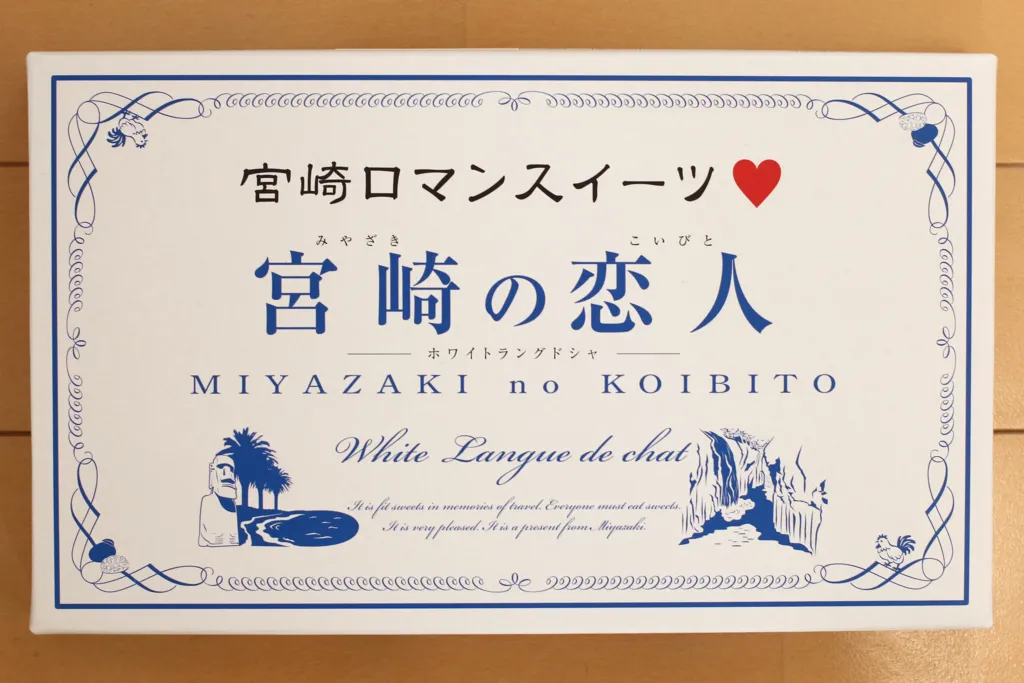 宮崎ロマンスイーツ♥
みやざき こいびと
宮崎の恋人
ホワイトラングドシャ
MIYAZAKI no KOIBITO
White Langue de chat
It is fit sweets in memories of travel. Everyone must eat sweets.
It is very pleased. It is a present from Miyazaki.